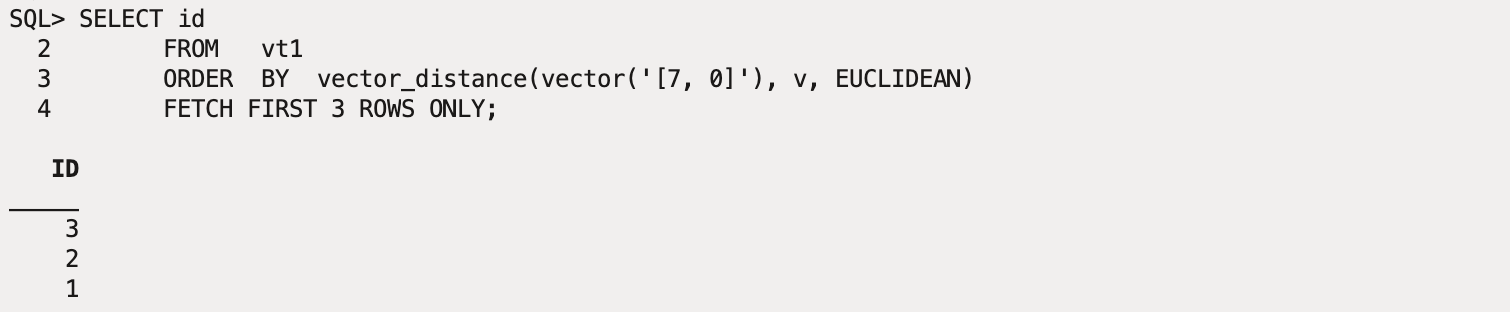 SQL> SELECT id
  2        FROM   vt1
  3        ORDER  BY  vector_distance(vector('[7, 0]'), v, EUCLIDEAN)
  4        FETCH FIRST 3 ROWS ONLY;

   ID
_____
    3
    2
    1